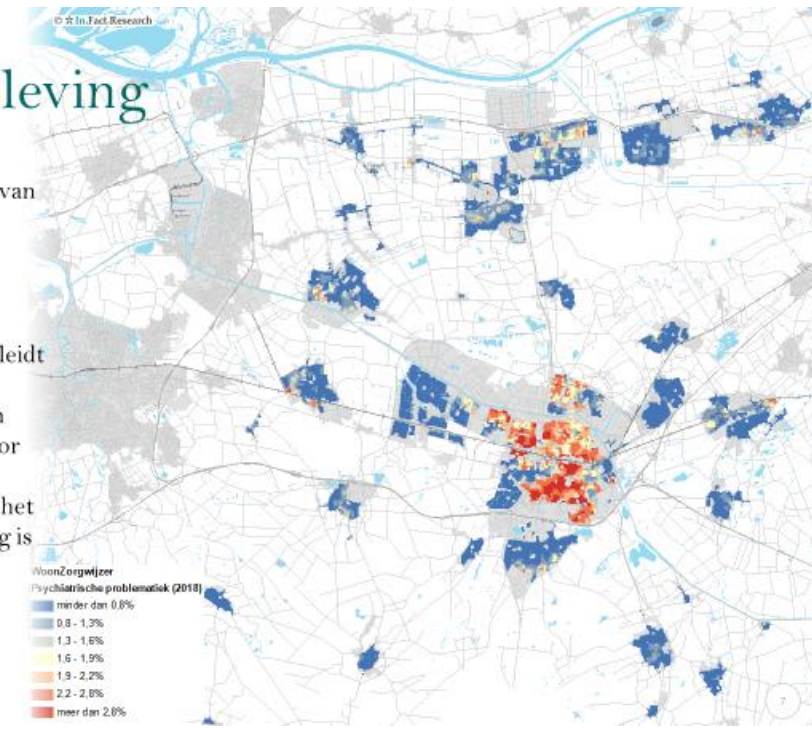 © ☆ In.Fact.Research
leving
van
leidt
n
or
het
g is
WoonZorgwijzer
Psychiatrische problematiek (2018)
minder dan 0,8%
0,8 - 1,3%
1,3 - 1,6%
1,6 - 1,9%
1,9 - 2,2%
2,2 - 2,8%
meer dan 2,8%
7